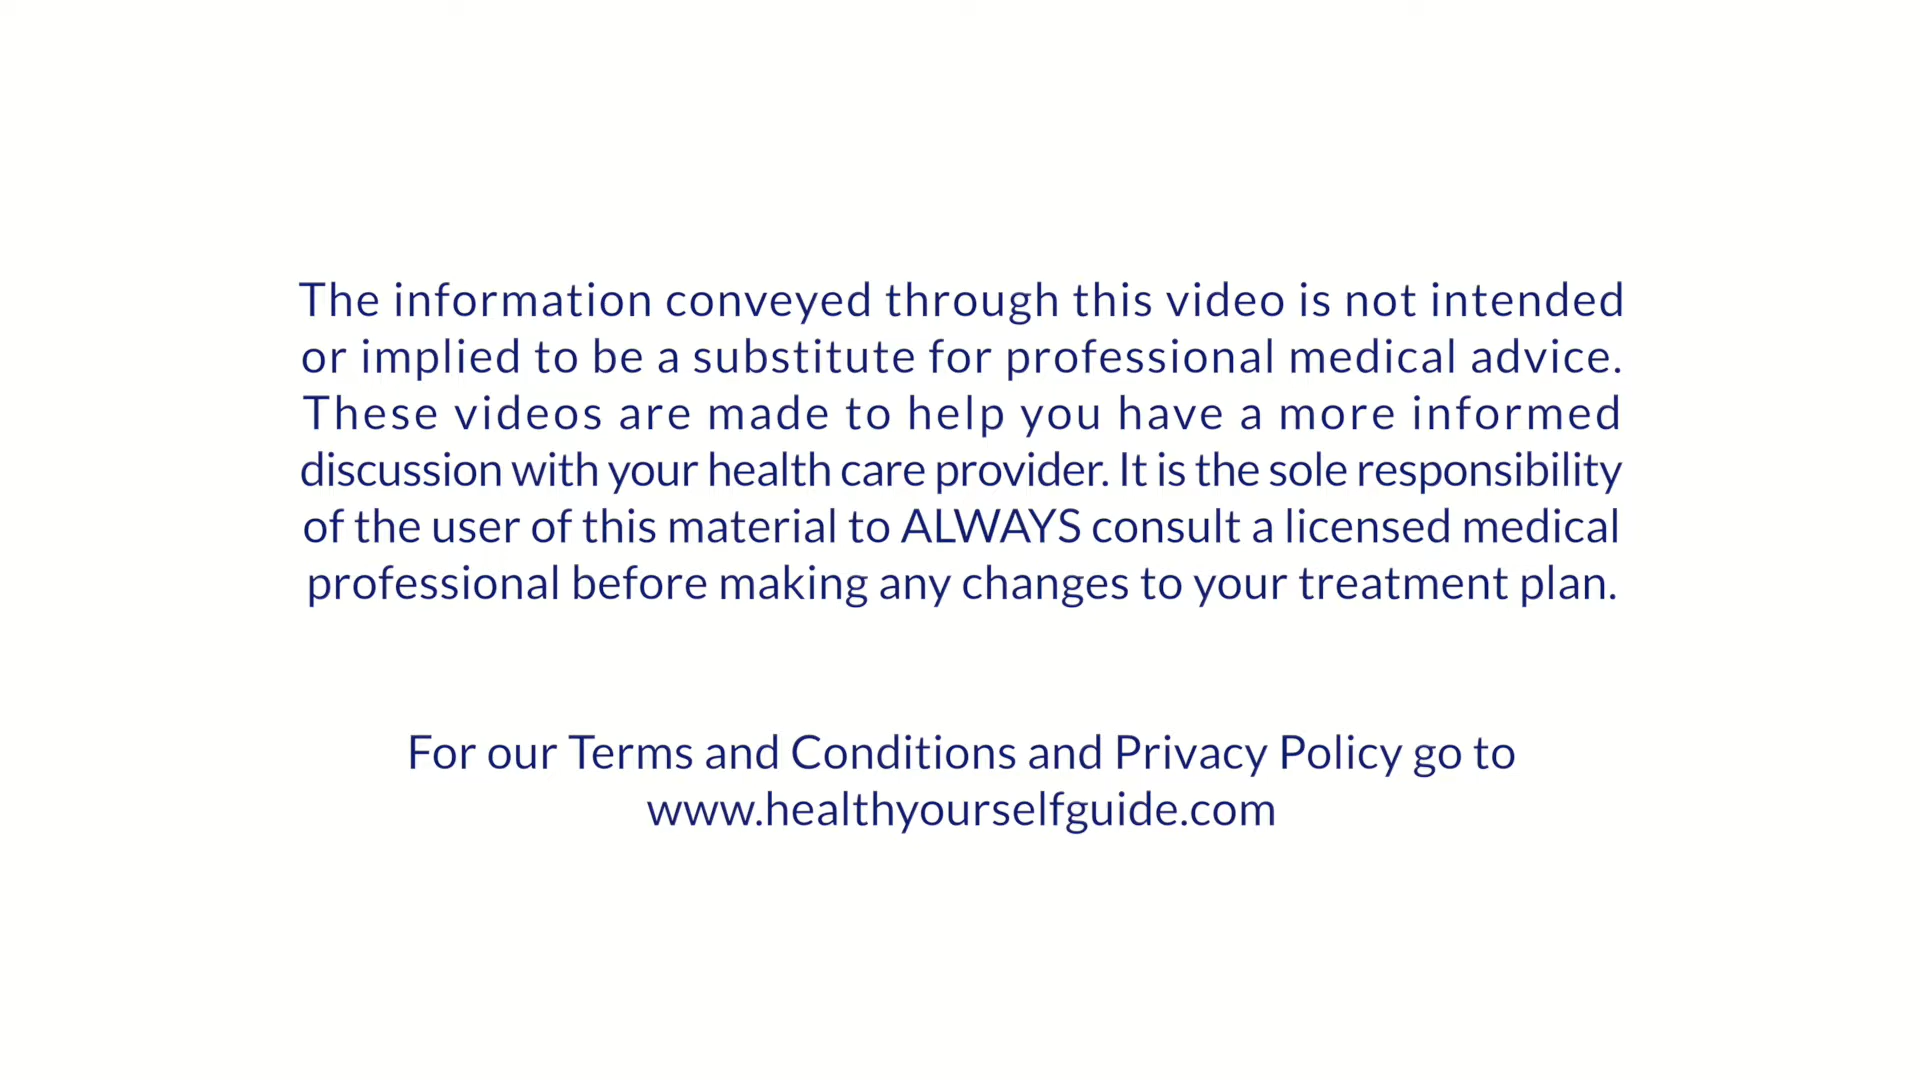 The information conveyed through this video is not intended
or implied to be a substitute for professional medical advice.
These videos are made to help you have a more informed
discussion with your health care provider. It is the sole responsibility
of the user of this material to ALWAYS consult a licensed medical
professional before making any changes to your treatment plan.
For our Terms and Conditions and Privacy Policy go to
www.healthyourselfguide.com